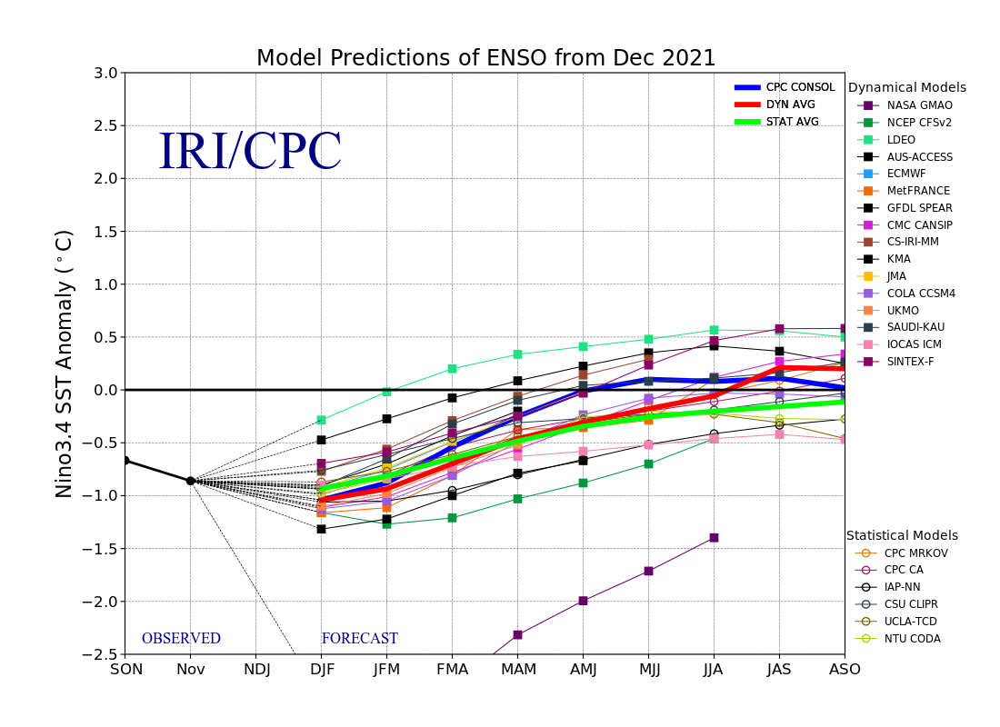 Model Predictions of ENSO from Dec 2021
Nino3.4 SST Anomaly (°C)
3.0
2.5
2.0
1.5
1.0
0.5
0.0
−0.5
−1.0
−1.5
−2.0
−2.5
IRI/CPC
CPC CONSOL
DYN AVG
STAT AVG
OBSERVED
FORECAST
SON
Nov
NDJ
DJF
JFM
FMA
MAM
AMJ
MJJ
JJA
JAS
ASO
Dynamical Models
NASA GMAO
NCEP CFSv2
LDEO
AUS-ACCESS
ECMWF
MetFRANCE
GFDL SPEAR
CMC CANSIP
CS-IRI-MM
KMA
JMA
COLA CCSM4
UKMO
SAUDI-KAU
IOCAS ICM
SINTEX-F
Statistical Models
CPC MRKOV
CPC CA
IAP-NN
CSU CLIPR
UCLA-TCD
NTU CODA